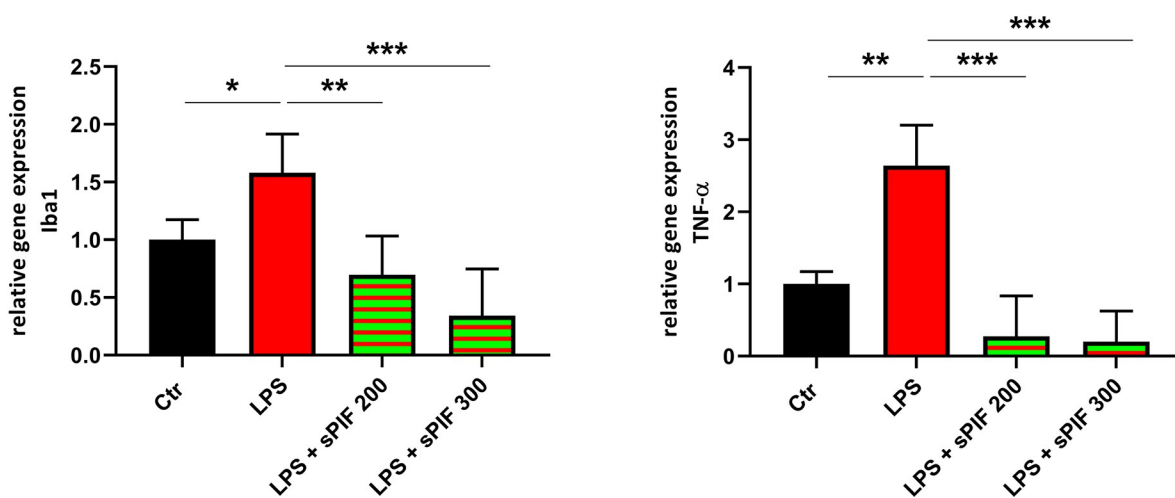 relative gene expression
Iba1
2.5
2.0
1.5
1.0
0.5
0.0
***
*
**
Ctr
LPS
LPS + sPIF 200
LPS + sPIF 300
relative gene expression
TNF-α
4
3
2
1
0
***
**
***
Ctr
LPS
LPS + sPIF 200
LPS + sPIF 300